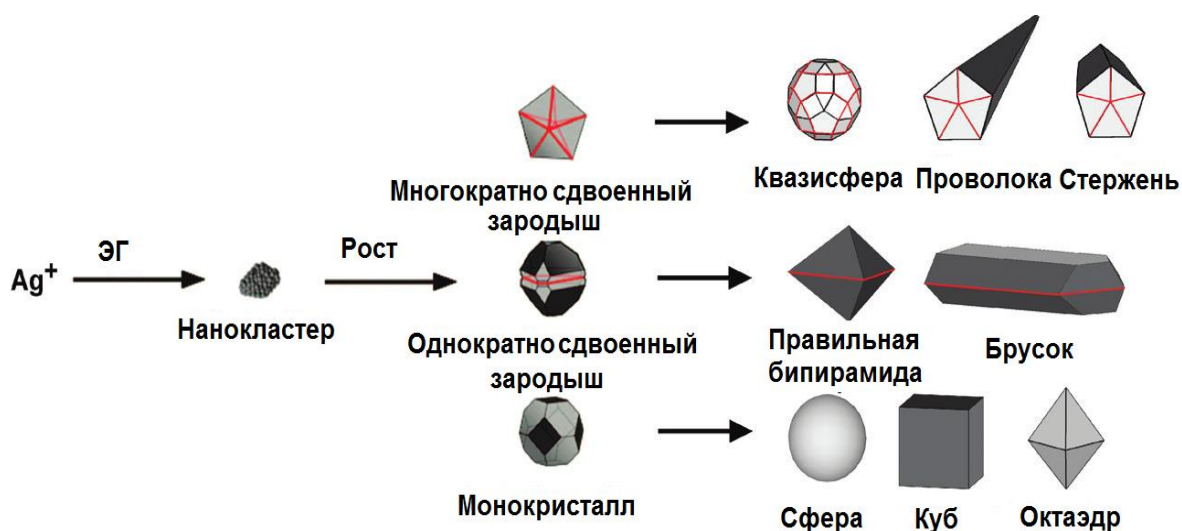 Квазисфера Проволока Стержень
Многократно сдвоенный
зародыш
Ag+
ЭГ
Нанокластер
Рост
Однократно сдвоенный
зародыш
Правильная
бипирамида
Брусок
Монокристалл
Сфера
Куб
Октаэдр